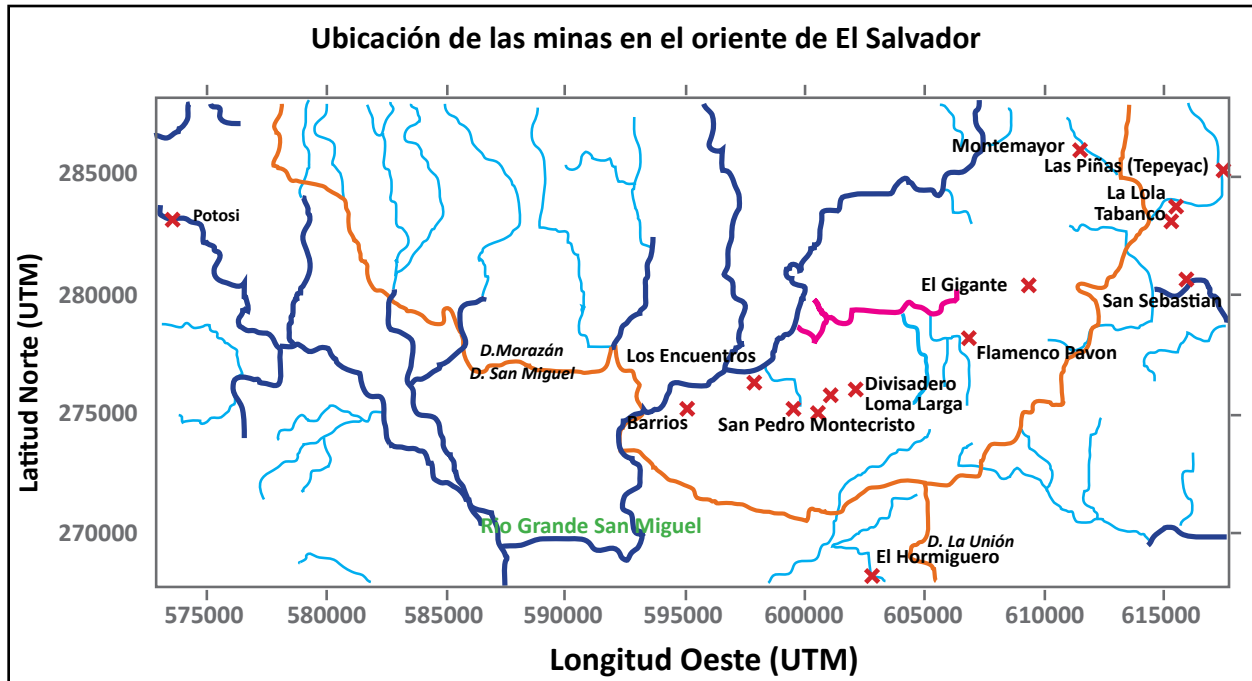 Ubicación de las minas en el oriente de El Salvador
Latitud Norte (UTM)
285000
280000
275000
270000
Montemayor
Las Piñas (Tepeyac)
La Lola
Tabanco
Potosi
El Gigante
San Sebastian
Flamenco Pavon
D.Morazán
D. San Miguel
Los Encuentros
Divisadero
Loma Larga
Barrios
San Pedro Montecristo
Río Grande San Miguel
D. La Unión
El Hormiguero
575000 580000 585000 590000 595000 600000 605000 610000 615000
Longitud Oeste (UTM)